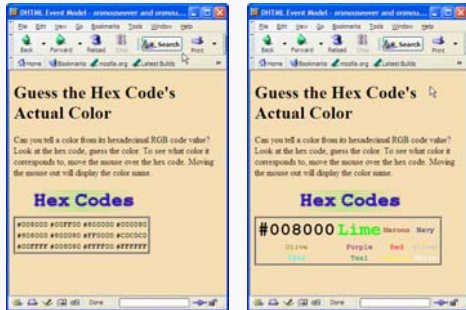 DHTML Event Model - onmouseover and onmou...
File Edit View Go Bookmarks Tools Window Help
Back Forward Reload Stop Search Print
Home Bookmarks mozilla.org Latest Builds
Guess the Hex Code's
Actual Color
Can you tell a color from its hexadecimal RGB code value?
Look at the hex code, guess the color. To see what color it
corresponds to, move the mouse over the hex code. Moving
the mouse out will display the color name.
Hex Codes
#008000 #00FF00 #800000 #000080
#808000 #800080 #FF0000 #C0C0C0
#00FFFF #008080 #FFFF00 #FFFFFF
Done
DHTML Event Model - onmouseover and onmou...
File Edit View Go Bookmarks Tools Window Help
Back Forward Reload Stop Search Print
Home Bookmarks mozilla.org Latest Builds
Guess the Hex Code's
Actual Color
Can you tell a color from its hexadecimal RGB code value?
Look at the hex code, guess the color. To see what color it
corresponds to, move the mouse over the hex code. Moving
the mouse out will display the color name.
Hex Codes
#008000 Lime Maroon Navy
Olive Purple Red Silver
Cyan Teal Yellow White
Done